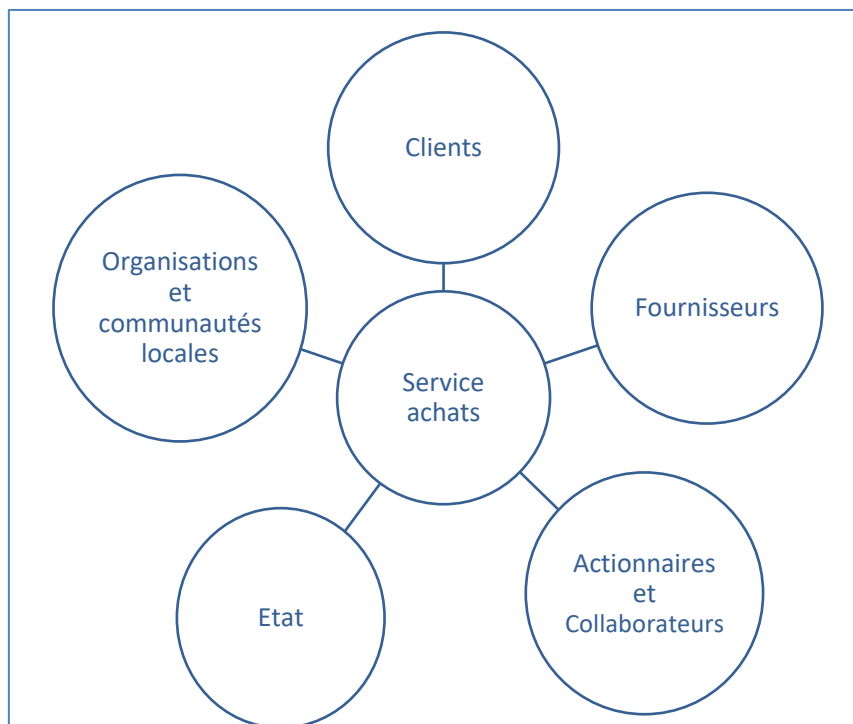 Clients
Organisations
et
communautés
locales
Fournisseurs
Service
achats
Actionnaires
et
Collaborateurs
Etat